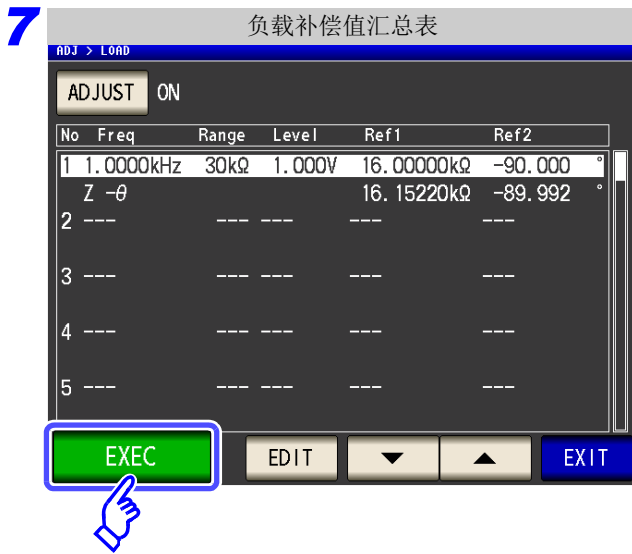 7
负载补偿值汇总表
ADJ > LOAD
ADJUST ON
No Freq Range Level Ref1 Ref2
1 1.0000kHz 30kΩ 1.000V 16.00000kΩ -90.000 °
Z -θ 16.15220kΩ -89.992 °
2 --- --- --- --- ---
3 --- --- --- --- ---
4 --- --- --- --- ---
5 --- --- --- --- ---
EXEC EDIT ▼ ▲ EXIT